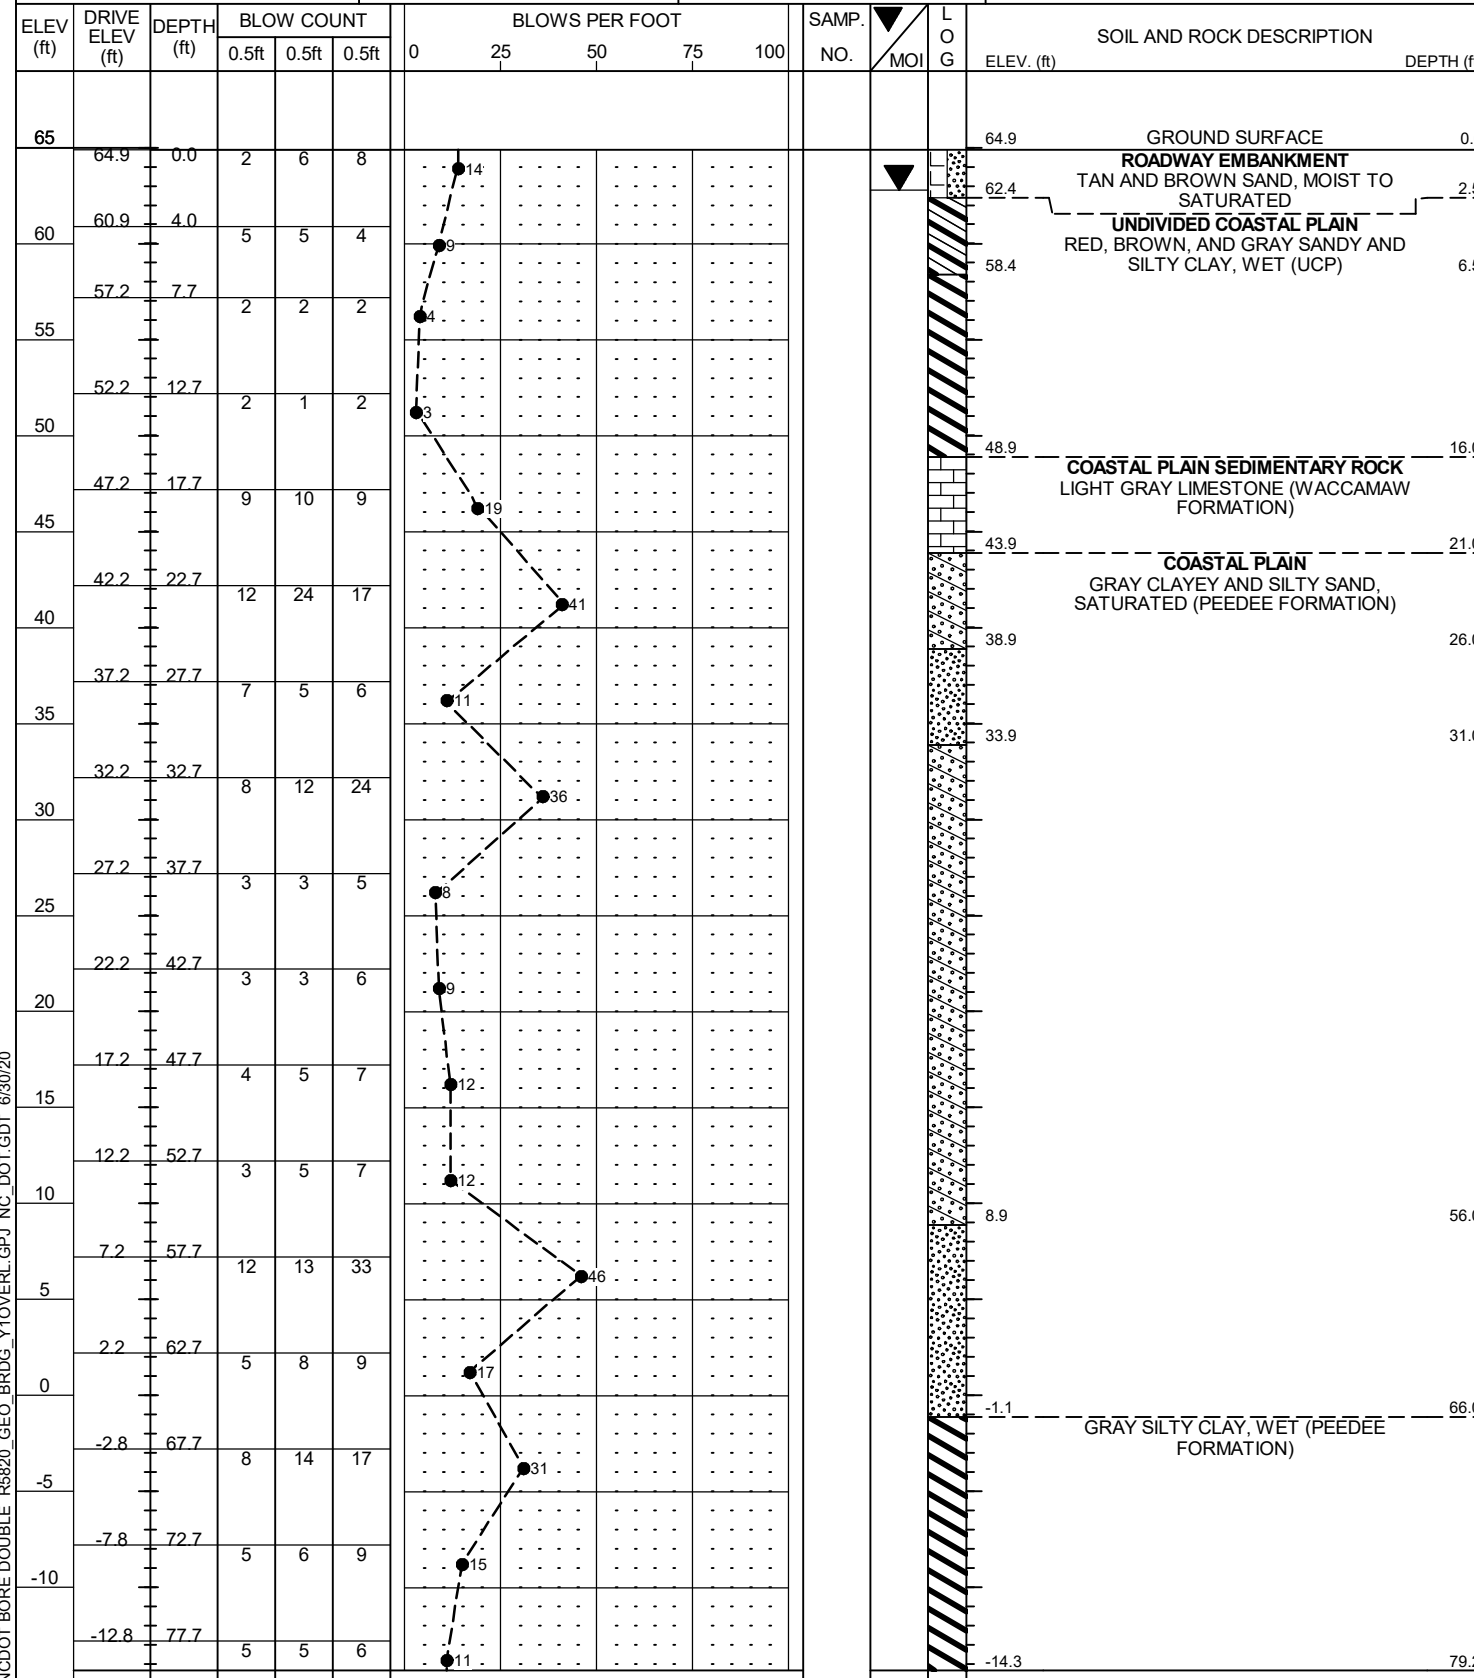 ELEV (ft) DRIVE ELEV (ft) DEPTH (ft) BLOW COUNT BLOWS PER FOOT SAMP. NO. MOI L O G SOIL AND ROCK DESCRIPTION
0.5ft 0.5ft 0.5ft 0 25 50 75 100 ELEV. (ft) DEPTH
65 64.9 GROUND SURFACE
64.9 0.0 2 6 8 14 ROADWAY EMBANKMENT
TAN AND BROWN SAND, MOIST TO
62.4 SATURATED
60.9 4.0 5 5 4 9 UNDIVIDED COASTAL PLAIN
60 RED, BROWN, AND GRAY SANDY AND
58.4 SILTY CLAY, WET (UCP)
57.2 7.7 2 2 2 4
55
52.2 12.7 2 1 2 3
50
48.9
COASTAL PLAIN SEDIMENTARY ROCK
47.2 17.7 9 10 9 19 LIGHT GRAY LIMESTONE (WACCAMAW
FORMATION)
45
43.9
COASTAL PLAIN
42.2 22.7 12 24 17 41 GRAY CLAYEY AND SILTY SAND,
SATURATED (PEEDEE FORMATION)
40
38.9
37.2 27.7 7 5 6 11
35
33.9
32.2 32.7 8 12 24 36
30
27.2 37.7 3 3 5 8
25
22.2 42.7 3 3 6 9
20
17.2 47.7 4 5 7 12
15
12.2 52.7 3 5 7 12
10
8.9
7.2 57.7 12 13 33 46
5
2.2 62.7 5 8 9 17
0
-1.1
GRAY SILTY CLAY, WET (PEEDEE
FORMATION)
-2.8 67.7 8 14 17 31
-5
-7.8 72.7 5 6 9 15
-10
-12.8 77.7 5 5 6 11
-14.3
BORE DOUBLE R5820_GEO_BRDG_Y1OVERL.GPJ NC_DOT.GDT 6/30/20